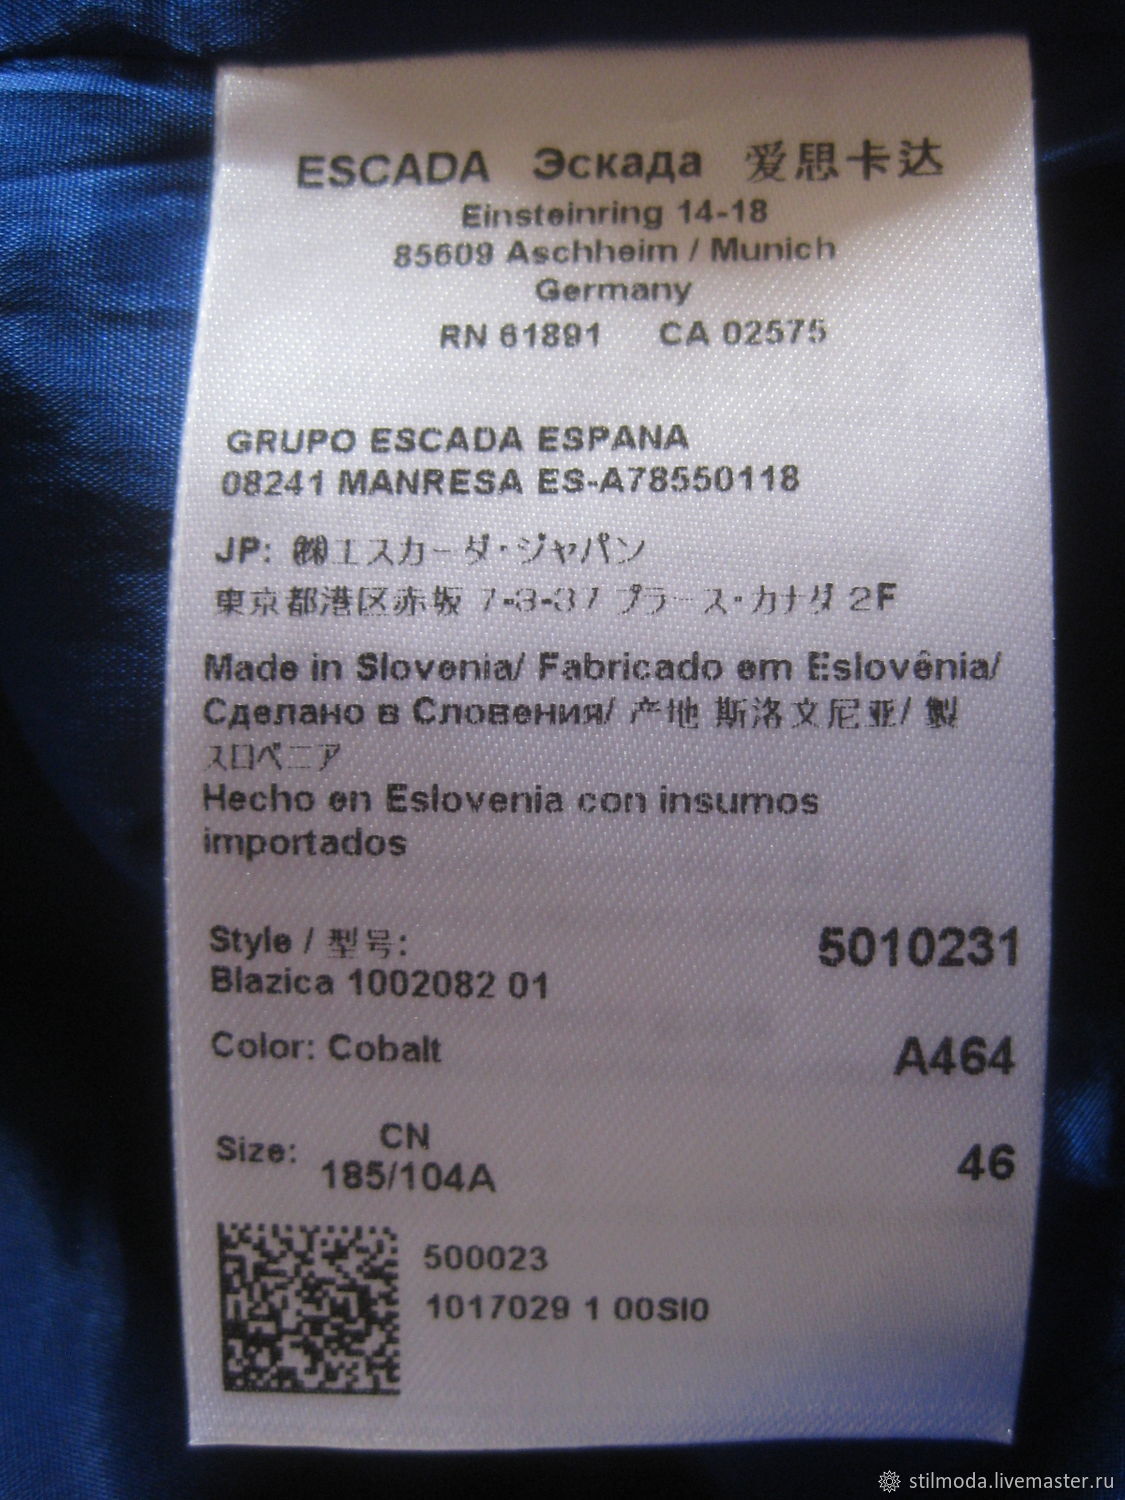 ESCADA Эскада 爱思卡达
Einsteinring 14-18
85609 Aschheim / Munich
Germany
RN 61891 CA 02575
GRUPO ESCADA ESPANA
08241 MANRESA ES-A78550118
JP: ㈱エスカーダ・ジャパン
東京都港区赤坂 7-3-37 プラース・カナダ 2F
Made in Slovenia/ Fabricado em Eslovênia/
Сделано в Словения/ 产地 斯洛文尼亚/ 製
スロベニア
Hecho en Eslovenia con insumos
importados
Style / 型号: 5010231
Blazica 1002082 01
Color: Cobalt A464
CN
Size: 185/104A 46
500023
1017029 1 00SI0
stilmoda.livemaster.ru